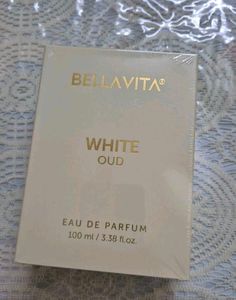 BELLAVITA®
WHITE
OUD
EAU DE PARFUM
100 ml / 3.38 fl.oz.